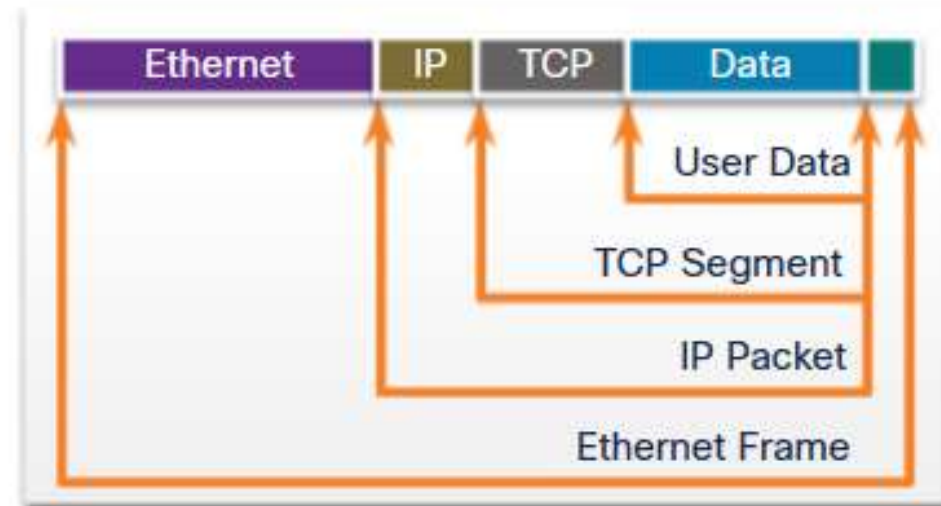 Ethernet IP TCP Data
User Data
TCP Segment
IP Packet
Ethernet Frame